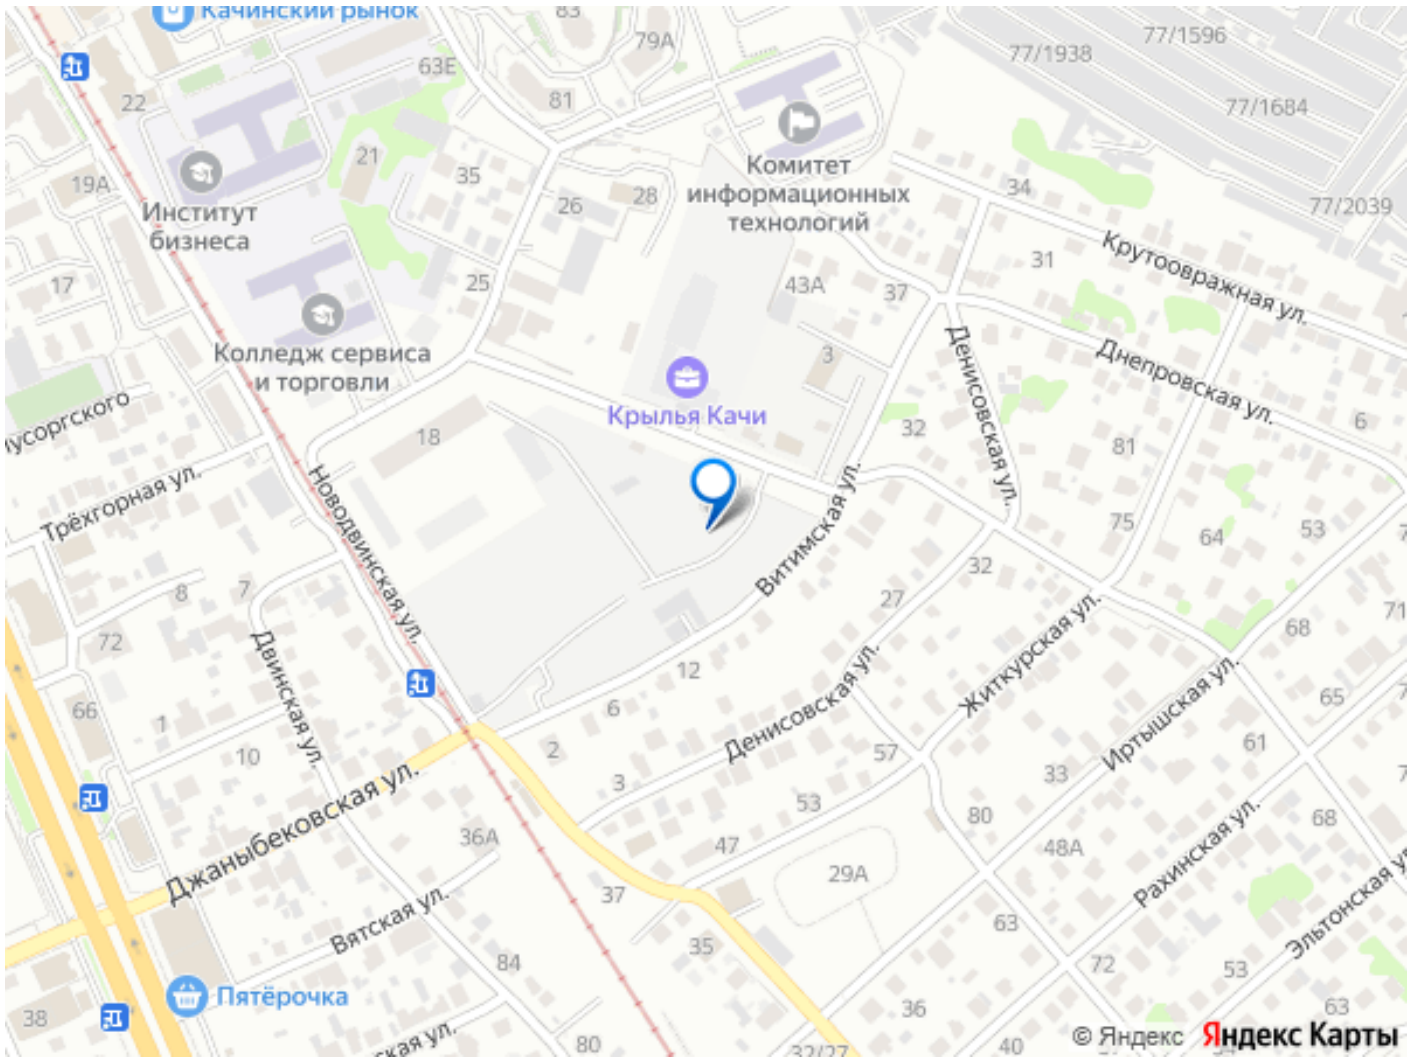 Качинский рынок
83
79А
77/1596
77/1938
63Е
22
81
77/1684
21
35
Комитет
информационных
технологий
19А
28
34
77/2039
26
Институт
бизнеса
Крутоовражная ул.
31
17
25
43А
37
Колледж сервиса
и торговли
3
Денисовская ул.
Днепровская ул.
Крылья Качи
6
18
32
81
Трёхгорная ул.
Новодвинская ул.
Витимская ул.
75
64
53
32
8
7
27
71
72
Двинская ул.
68
Житкурская ул.
12
65
66
1
6
Денисовская ул.
Иртышская ул.
2
57
61
10
33
3
53
Джаныбековская ул.
36А
80
68
47
48А
29А
Рахинская ул.
37
Вятская ул.
63
35
Эльтонская ул.
84
72
53
Пятёрочка
36
63
38
80
32/27
40
© Яндекс Яндекс Карты